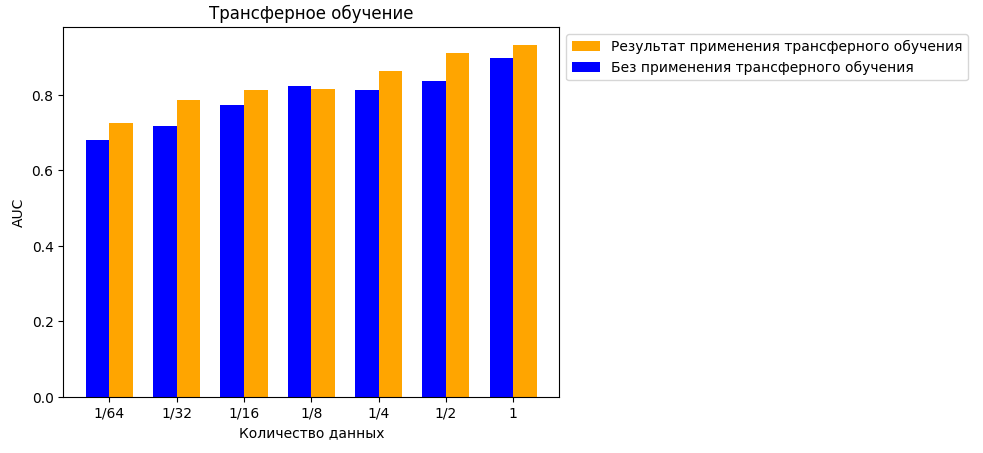 Трансферное обучение
Результат применения трансферного обучения
Без применения трансферного обучения
AUC
0.8
0.6
0.4
0.2
0.0
1/64 1/32 1/16 1/8 1/4 1/2 1
Количество данных